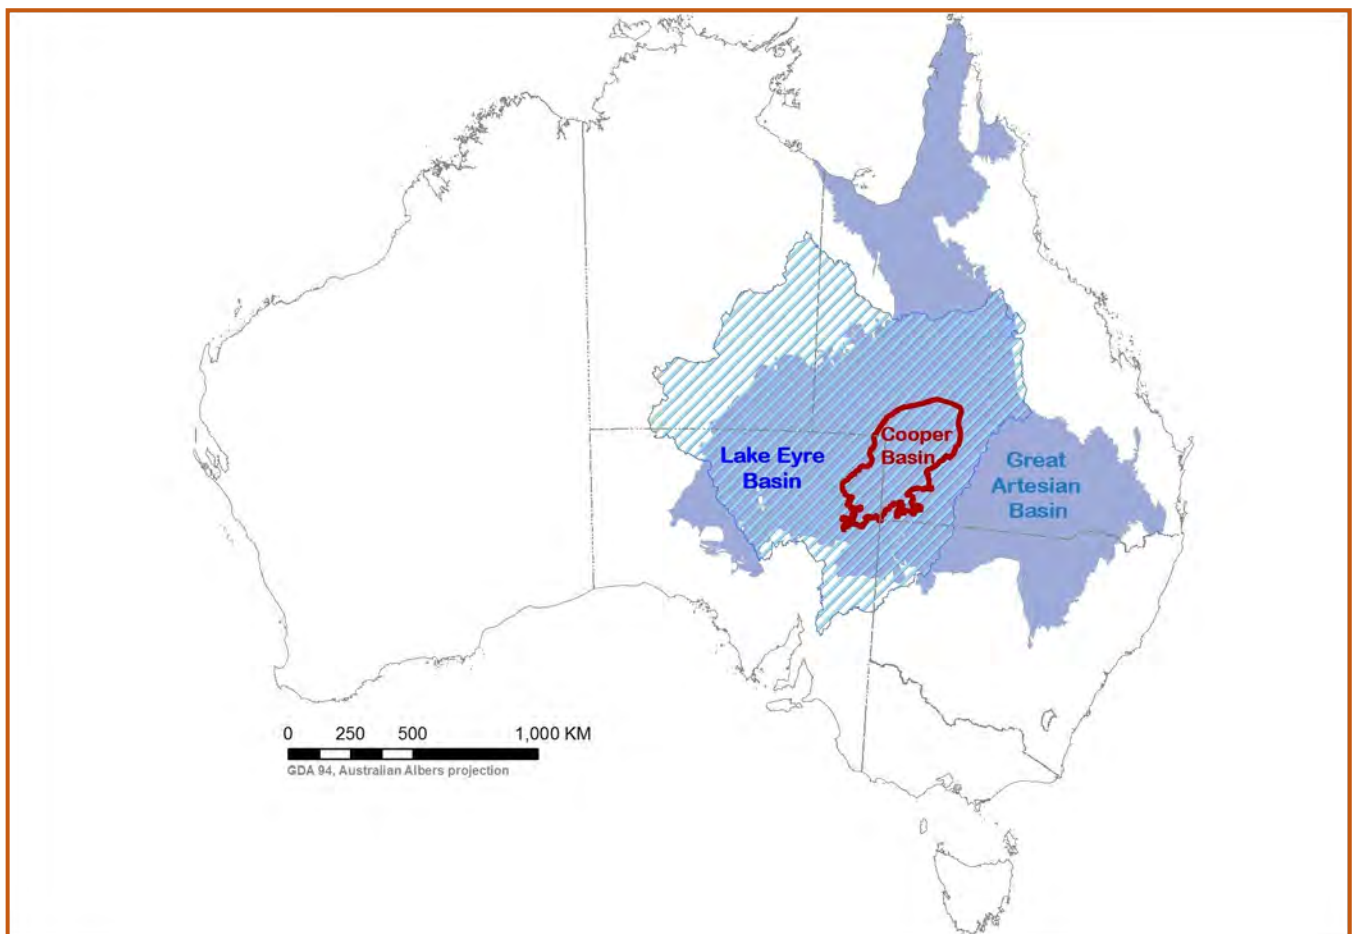 Cooper
Basin
Lake Eyre
Basin
Great
Artesian
Basin
0 250 500 1,000 KM
GDA 94, Australian Albers projection